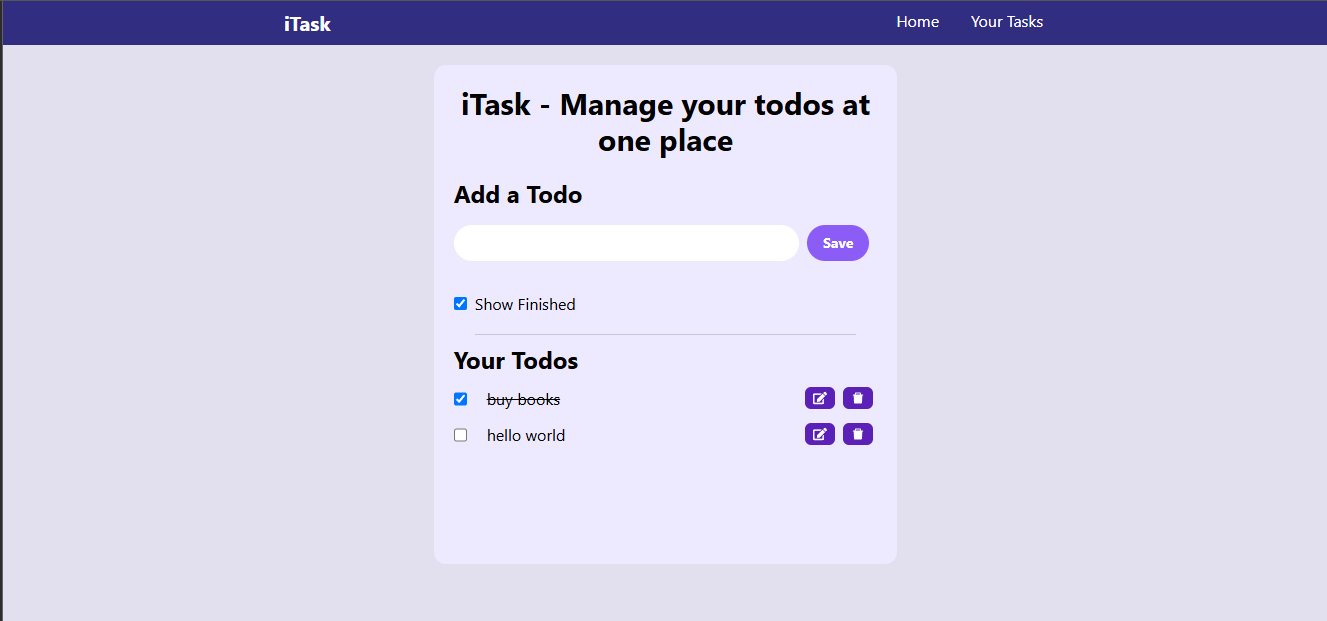 iTask
Home
Your Tasks
iTask - Manage your todos at
one place
Add a Todo
Save
Show Finished
Your Todos
buy books
hello world